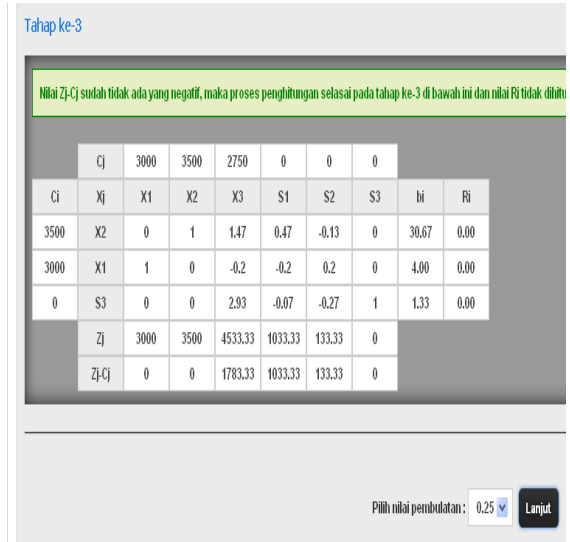 Tahap ke-3
Nilai Zj-Cj sudah tidak ada yang negatif, maka proses penghitungan selasai pada tahap ke-3 di bawah ini dan nilai Ri tidak dihitu
Cj 3000 3500 2750 0 0 0
Ci Xj X1 X2 X3 S1 S2 S3 bi Ri
3500 X2 0 1 1.47 0.47 -0.13 0 30.67 0.00
3000 X1 1 0 -0.2 -0.2 0.2 0 4.00 0.00
0 S3 0 0 2.93 -0.07 -0.27 1 1.33 0.00
Zj 3000 3500 4533.33 1033.33 133.33 0
Zj-Cj 0 0 1783.33 1033.33 133.33 0
Pilih nilai pembulatan : 0.25 Lanjut